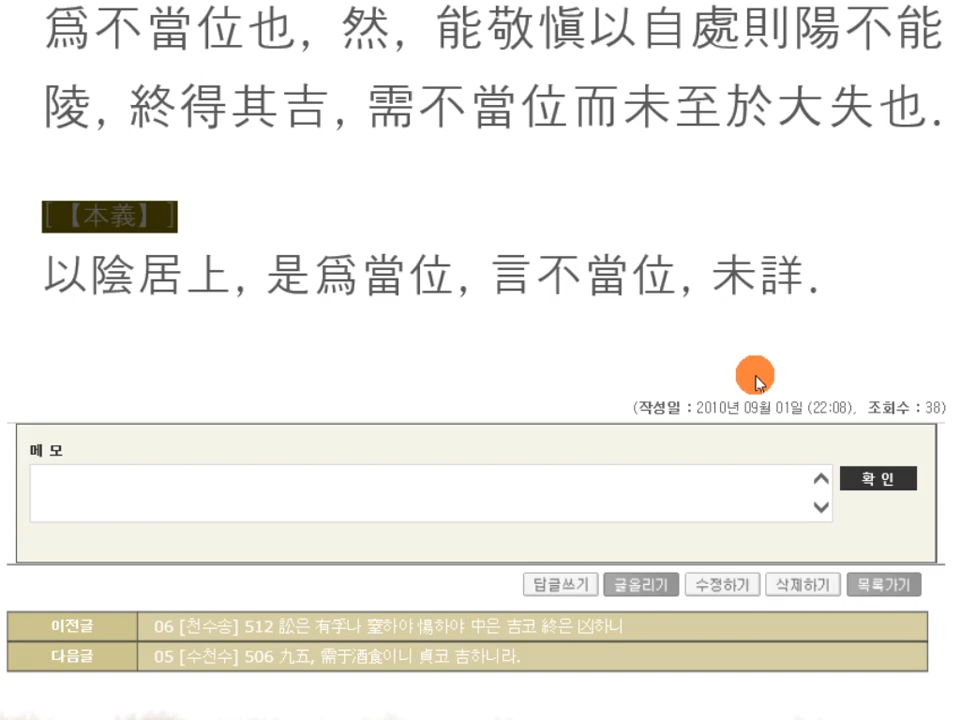 爲不當位也, 然, 能敬愼以自處則陽不能
陵, 終得其吉, 需不當位而未至於大失也.
[ 【本義】 ]
以陰居上, 是爲當位, 言不當位, 未詳.
(작성일 : 2010년 09월 01일 (22:08), 조회수 : 38)
메 모
확 인
답글쓰기 글올리기 수정하기 삭제하기 목록가기
이전글 06 [천수송] 512 訟은 有孚나 窒하야 惕하야 中은 吉코 終은 凶하니
다음글 05 [수천수] 506 九五, 需于酒食이니 貞코 吉하니라.